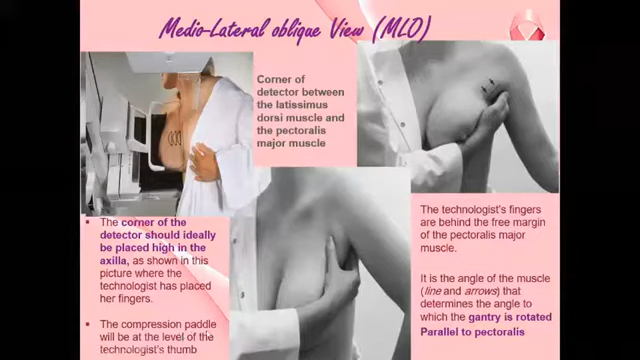 Medio-Lateral oblique View (MLO)
Corner of
detector between
the latissimus
dorsi muscle and
the pectoralis
major muscle
• The corner of the
detector should ideally
be placed high in the
axilla, as shown in this
picture where the
technologist has placed
her fingers.
• The compression paddle
will be at the level of the
technologist's thumb
The technologist's fingers
are behind the free margin
of the pectoralis major
muscle.
It is the angle of the muscle
(line and arrows) that
determines the angle to
which the gantry is rotated
Parallel to pectoralis